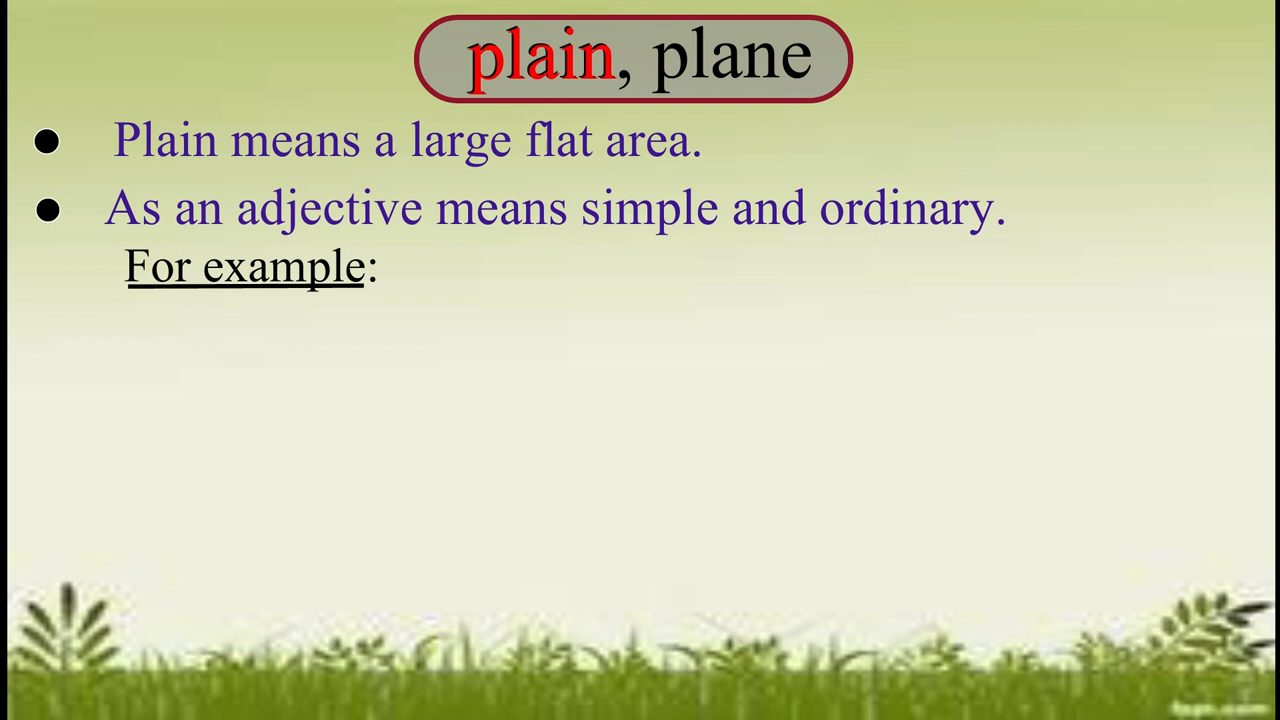 plain, plane
● Plain means a large flat area.
● As an adjective means simple and ordinary.
For example: